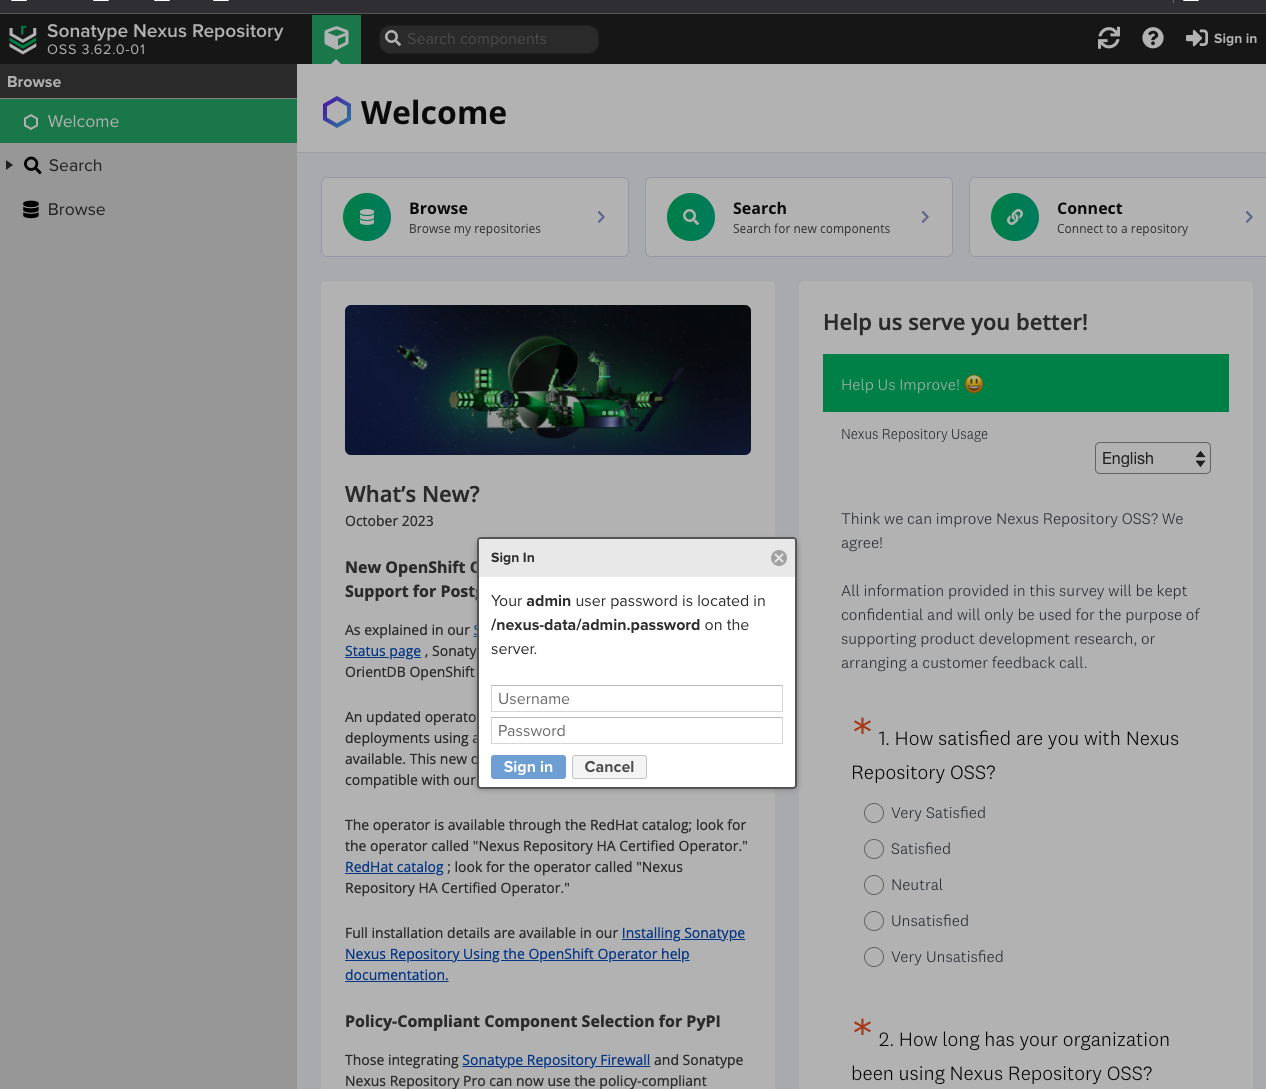 Sonatype Nexus Repository
OSS 3.62.0-01
Search components
Sign in
Browse
Welcome
Search
Browse
Welcome
Browse
Browse my repositories
Search
Search for new components
Connect
Connect to a repository
What's New?
October 2023
New OpenShift
Support for
As explained in our
Status page , Sonaty
OrientDB OpenShift
An updated operato
deployments using a
available. This new o
compatible with our
The operator is available through the RedHat catalog; look for
the operator called "Nexus Repository HA Certified Operator."
RedHat catalog ; look for the operator called "Nexus
Repository HA Certified Operator."
Full installation details are available in our Installing Sonatype
Nexus Repository Using the OpenShift Operator help
documentation.
Policy-Compliant Component Selection for PyPI
Those integrating Sonatype Repository Firewall and Sonatype
Nexus Repository Pro can now use the policy-compliant
Sign In
Your admin user password is located in
/nexus-data/admin.password on the
server.
Username
Password
Sign in
Cancel
Help us serve you better!
Help Us Improve! 😃
Nexus Repository Usage
English
Think we can improve Nexus Repository OSS? We
agree!
All information provided in this survey will be kept
confidential and will only be used for the purpose of
supporting product development research, or
arranging a customer feedback call.
* 1. How satisfied are you with Nexus
Repository OSS?
Very Satisfied
Satisfied
Neutral
Unsatisfied
Very Unsatisfied
* 2. How long has your organization
been using Nexus Repository OSS?